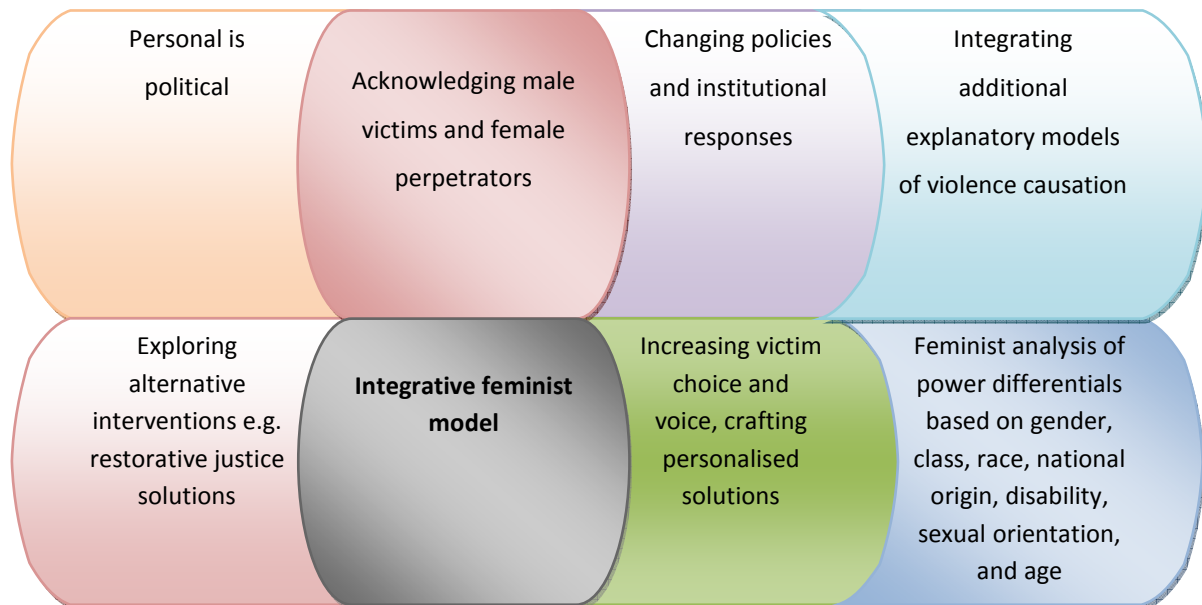 Personal is
political
Acknowledging male
victims and female
perpetrators
Changing policies
and institutional
responses
Integrating
additional
explanatory models
of violence causation
Exploring
alternative
interventions e.g.
restorative justice
solutions
Integrative feminist
model
Increasing victim
choice and
voice, crafting
personalised
solutions
Feminist analysis of
power differentials
based on gender,
class, race, national
origin, disability,
sexual orientation,
and age